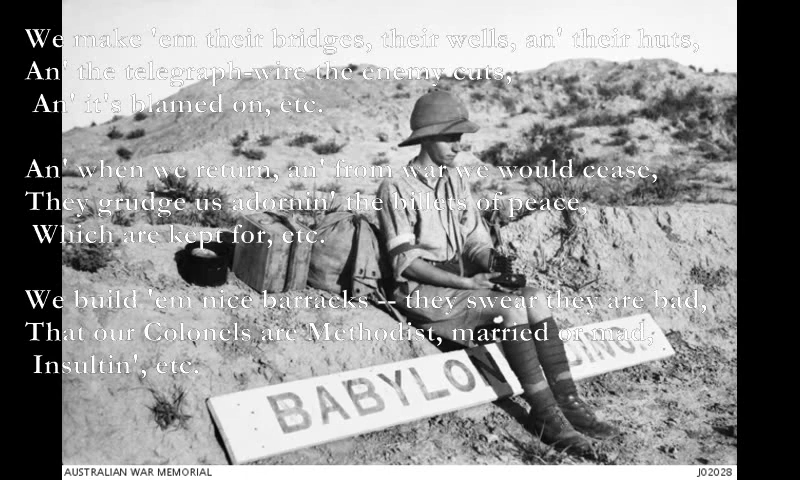 We make 'em their bridges, their wells, an' their huts,
An' the telegraph-wire the enemy cuts,
An' it's blamed on, etc.
An' when we return, an' from war we would cease,
They grudge us adornin' the billets of peace,
Which are kept for, etc.
We build 'em nice barracks -- they swear they are bad,
That our Colonels are Methodist, married or mad,
Insultin', etc.
BABYLON
AUSTRALIAN WAR MEMORIAL J02028